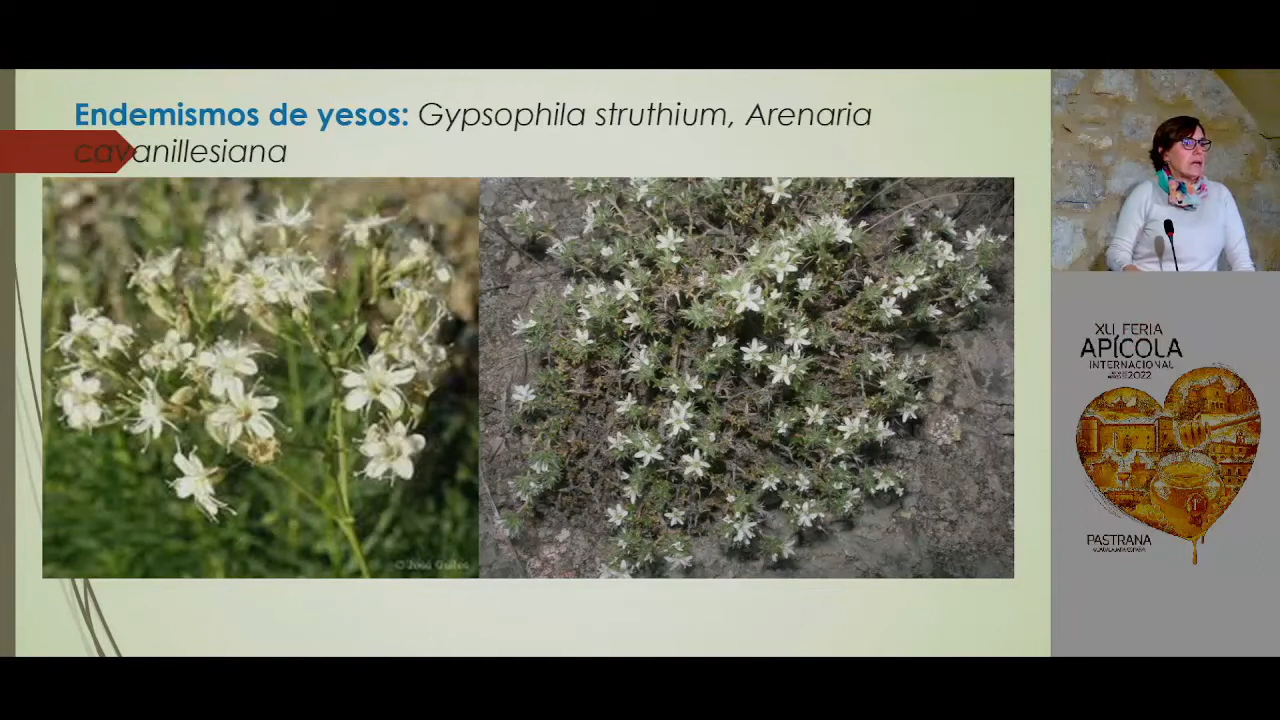 Endemismos de yesos: Gypsophila struthium, Arenaria
cavanillesiana
XLI FERIA
APÍCOLA
INTERNACIONAL
2022
PASTRANA